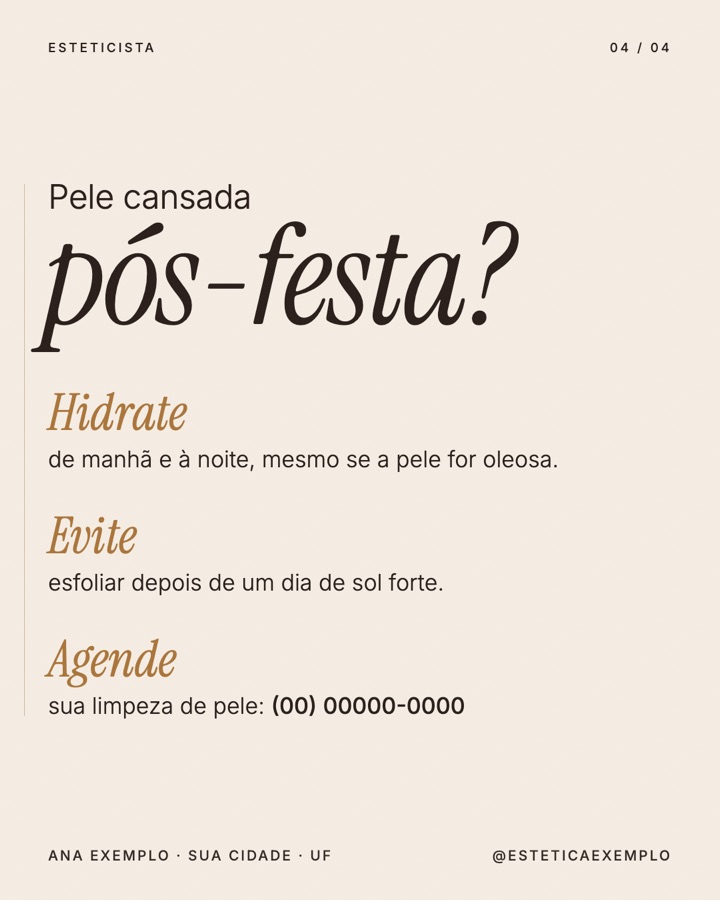 ESTETICISTA
04 / 04
Pele cansada
pós-festa?
Hidrate
de manhã e à noite, mesmo se a pele for oleosa.
Evite
esfoliar depois de um dia de sol forte.
Agende
sua limpeza de pele: (00) 00000-0000
ANA EXEMPLO · SUA CIDADE · UF
@ESTETICAEXEMPLO